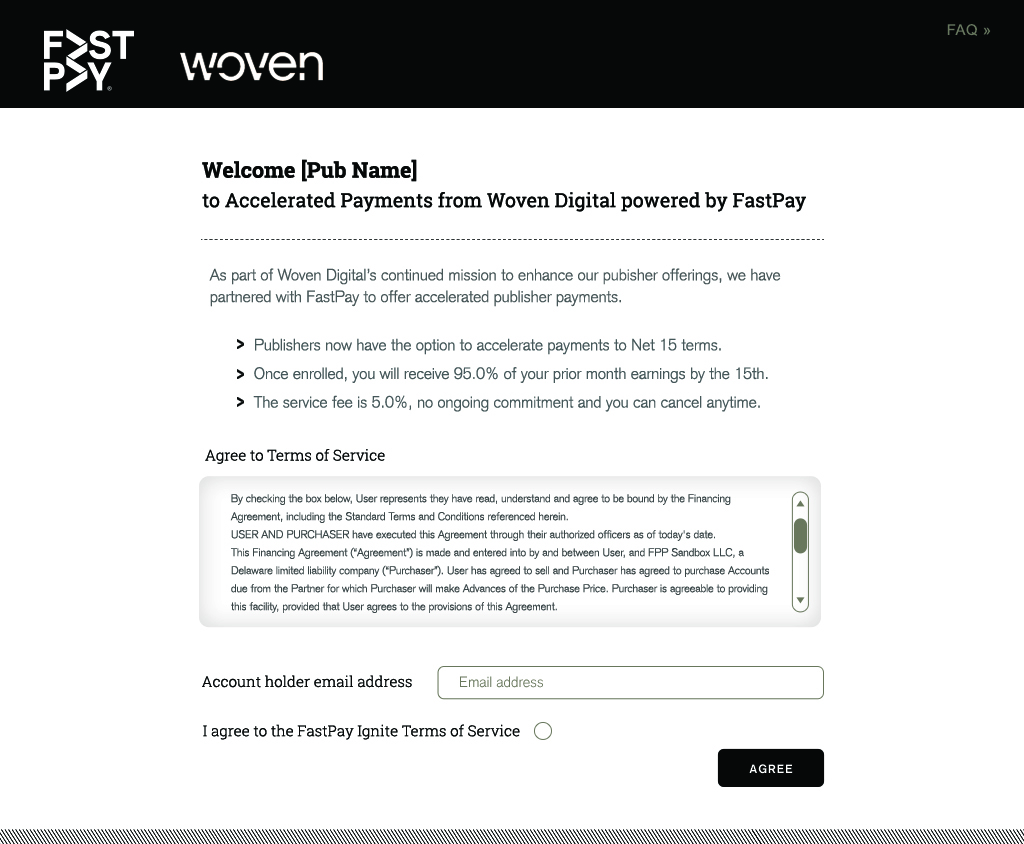 FAST
PAY®
woven
FAQ »
Welcome [Pub Name]
to Accelerated Payments from Woven Digital powered by FastPay
As part of Woven Digital's continued mission to enhance our pubisher offerings, we have
partnered with FastPay to offer accelerated publisher payments.
> Publishers now have the option to accelerate payments to Net 15 terms.
> Once enrolled, you will receive 95.0% of your prior month earnings by the 15th.
> The service fee is 5.0%, no ongoing commitment and you can cancel anytime.
Agree to Terms of Service
By checking the box below, User represents they have read, understand and agree to be bound by the Financing
Agreement, including the Standard Terms and Conditions referenced herein.
USER AND PURCHASER have executed this Agreement through their authorized officers as of today's date.
This Financing Agreement ("Agreement") is made and entered into by and between User, and FPP Sandbox LLC, a
Delaware limited liability company ("Purchaser"). User has agreed to sell and Purchaser has agreed to purchase Accounts
due from the Partner for which Purchaser will make Advances of the Purchase Price. Purchaser is agreeable to providing
this facility, provided that User agrees to the provisions of this Agreement.
Account holder email address
Email address
I agree to the FastPay Ignite Terms of Service
AGREE